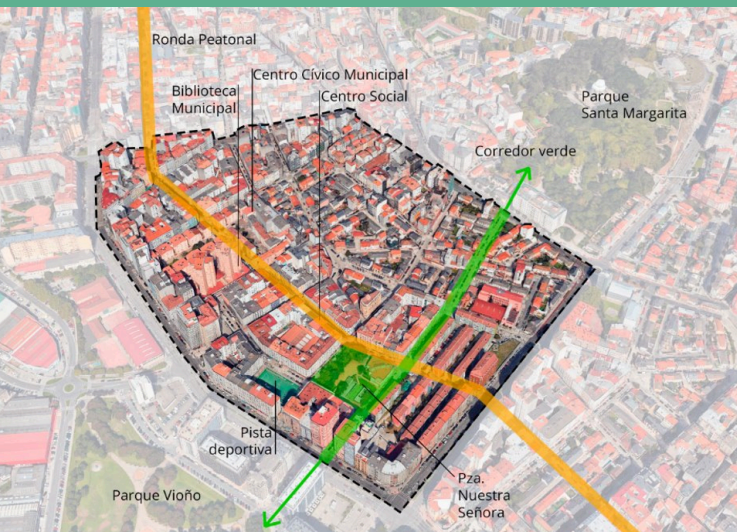 Ronda Peatonal
Centro Cívico Municipal
Biblioteca
Municipal
Centro Social
Parque
Santa Margarita
Corredor verde
Pista
deportiva
Parque Vioño
Pza.
Nuestra
Señora